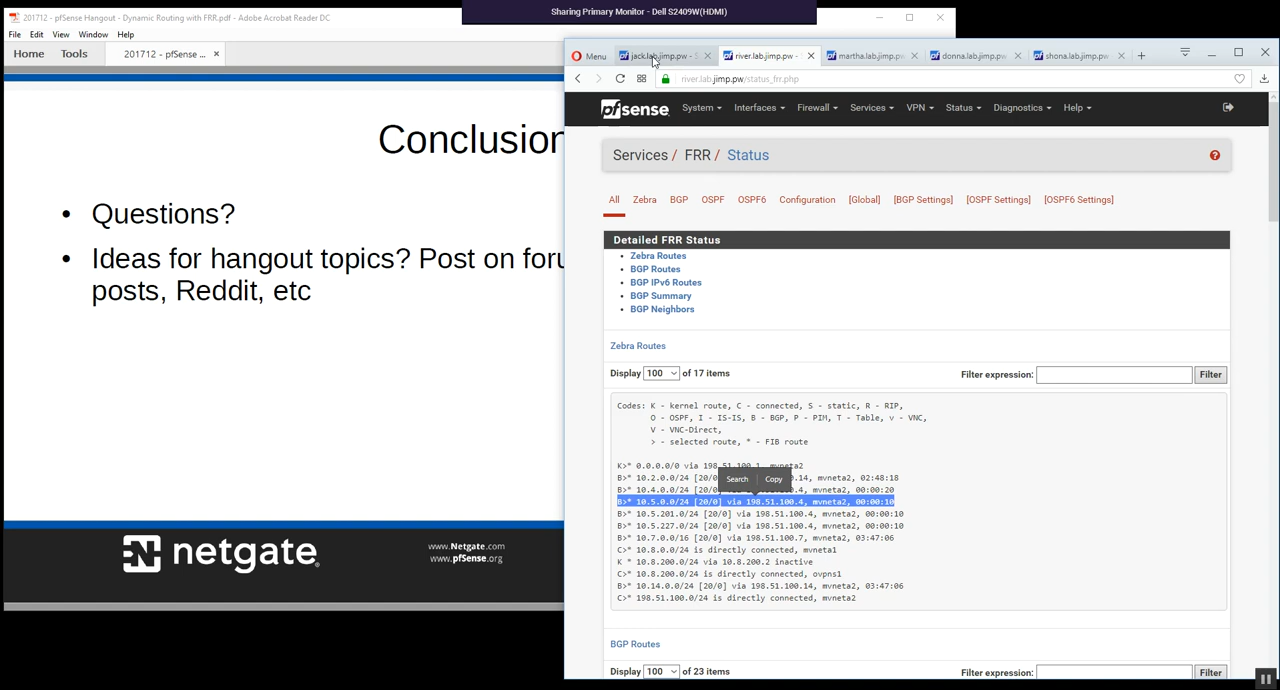 Sharing Primary Monitor - Dell S2409W(HDMI)
201712 - pfSense Hangout - Dynamic Routing with FRR.pdf - Adobe Acrobat Reader DC
File Edit View Window Help
Home Tools 201712 - pfSense ... ×
Conclusion
• Questions?
• Ideas for hangout topics? Post on foru
posts, Reddit, etc
netgate
www.Netgate.com
www.pfSense.org
Menu jack.lab.jimp.pw - S river.lab.jimp.pw - martha.lab.jimp.pw donna.lab.jimp.pw shona.lab.jimp.pw
river.lab.jimp.pw/status_frr.php
pfsense System Interfaces Firewall Services VPN Status Diagnostics Help
Services / FRR / Status
All Zebra BGP OSPF OSPF6 Configuration [Global] [BGP Settings] [OSPF Settings] [OSPF6 Settings]
Detailed FRR Status
• Zebra Routes
• BGP Routes
• BGP IPv6 Routes
• BGP Summary
• BGP Neighbors
Zebra Routes
Display 100 of 17 items Filter expression: Filter
Codes: K - kernel route, C - connected, S - static, R - RIP,
O - OSPF, I - IS-IS, B - BGP, P - PIM, T - Table, v - VNC,
V - VNC-Direct,
> - selected route, * - FIB route
K>* 0.0.0.0/0 via 198.51.100.1, mvneta2
Search Copy
B>* 10.2.0.0/24 [20/0] .14, mvneta2, 02:48:18
B>* 10.4.0.0/24 [20/0] via 198.51.100.4, mvneta2, 00:00:20
B>* 10.5.0.0/24 [20/0] via 198.51.100.4, mvneta2, 00:00:10
B>* 10.5.201.0/24 [20/0] via 198.51.100.4, mvneta2, 00:00:10
B>* 10.5.227.0/24 [20/0] via 198.51.100.4, mvneta2, 00:00:10
B>* 10.7.0.0/16 [20/0] via 198.51.100.7, mvneta2, 03:47:06
C>* 10.8.0.0/24 is directly connected, mvneta1
K * 10.8.200.0/24 via 10.8.200.2 inactive
C>* 10.8.200.0/24 is directly connected, ovpns1
B>* 10.14.0.0/24 [20/0] via 198.51.100.14, mvneta2, 03:47:06
C>* 198.51.100.0/24 is directly connected, mvneta2
BGP Routes
Display 100 of 23 items Filter expression: Filter